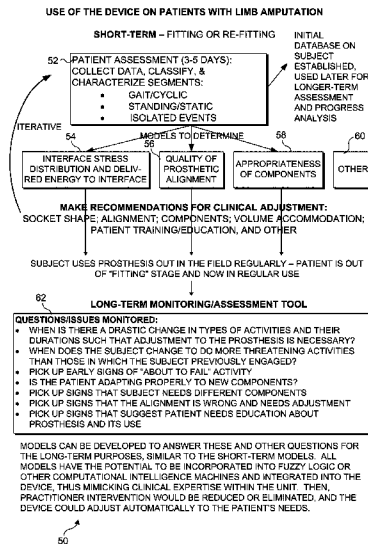 USE OF THE DEVICE ON PATIENTS WITH LIMB AMPUTATION
SHORT-TERM – FITTING OR RE-FITTING
INITIAL
DATABASE ON
SUBJECT
ESTABLISHED,
USED LATER FOR
LONGER-TERM
ASSESSMENT
AND PROGRESS
ANALYSIS
52
PATIENT ASSESSMENT (3-5 DAYS):
COLLECT DATA, CLASSIFY, &
CHARACTERIZE SEGMENTS:
• GAIT/CYCLIC
• STANDING/STATIC
• ISOLATED EVENTS
ITERATIVE
54
MODELS TO DETERMINE
56
58
60
INTERFACE STRESS
DISTRIBUTION AND DELIV-
RED ENERGY TO INTERFACE
QUALITY OF
PROSTHETIC
ALIGNMENT
APPROPRIATENESS
OF COMPONENTS
OTHER
MAKE RECOMMENDATIONS FOR CLINICAL ADJUSTMENT:
SOCKET SHAPE; ALIGNMENT; COMPONENTS; VOLUME ACCOMMODATION;
PATIENT TRAINING/EDUCATION, AND OTHER
SUBJECT USES PROSTHESIS OUT IN THE FIELD REGULARLY – PATIENT IS OUT
OF "FITTING" STAGE AND NOW IN REGULAR USE
62
LONG-TERM MONITORING/ASSESSMENT TOOL
QUESTIONS/ISSUES MONITORED:
• WHEN IS THERE A DRASTIC CHANGE IN TYPES OF ACTIVITIES AND THEIR
DURATIONS SUCH THAT ADJUSTMENT TO THE PROSTHESIS IS NECESSARY?
• WHEN DOES THE SUBJECT CHANGE TO DO MORE THREATENING ACTIVITIES
THAN THOSE IN WHICH THE SUBJECT PREVIOUSLY ENGAGED?
• PICK UP EARLY SIGNS OF "ABOUT TO FAIL" ACTIVITY
• IS THE PATIENT ADAPTING PROPERLY TO NEW COMPONENTS?
• PICK UP SIGNS THAT SUBJECT NEEDS DIFFERENT COMPONENTS
• PICK UP SIGNS THAT THE ALIGNMENT IS WRONG AND NEEDS ADJUSTMENT
• PICK UP SIGNS THAT SUGGEST PATIENT NEEDS EDUCATION ABOUT
PROSTHESIS AND ITS USE
MODELS CAN BE DEVELOPED TO ANSWER THESE AND OTHER QUESTIONS FOR
THE LONG-TERM PURPOSES, SIMILAR TO THE SHORT-TERM MODELS. ALL
MODELS HAVE THE POTENTIAL TO BE INCORPORATED INTO FUZZY LOGIC OR
OTHER COMPUTATIONAL INTELLIGENCE MACHINES AND INTEGRATED INTO THE
DEVICE, THUS MIMICKING CLINICAL EXPERTISE WITHIN THE UNIT. THEN,
PRACTITIONER INTERVENTION WOULD BE REDUCED OR ELIMINATED, AND THE
DEVICE COULD ADJUST AUTOMATICALLY TO THE PATIENT'S NEEDS.
50